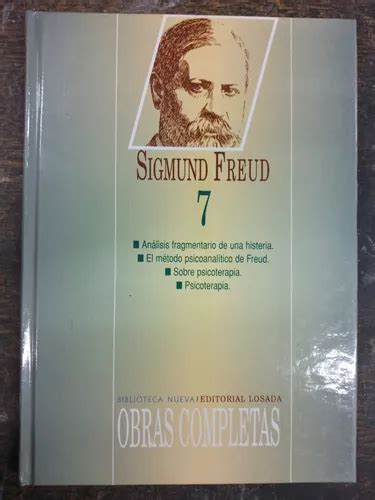 SIGMUND FREUD
7
■ Análisis fragmentario de una histeria.
■ El método psicoanalítico de Freud.
■ Sobre psicoterapia.
■ Psicoterapia.
BIBLIOTECA NUEVA/EDITORIAL LOSADA
OBRAS COMPLETAS